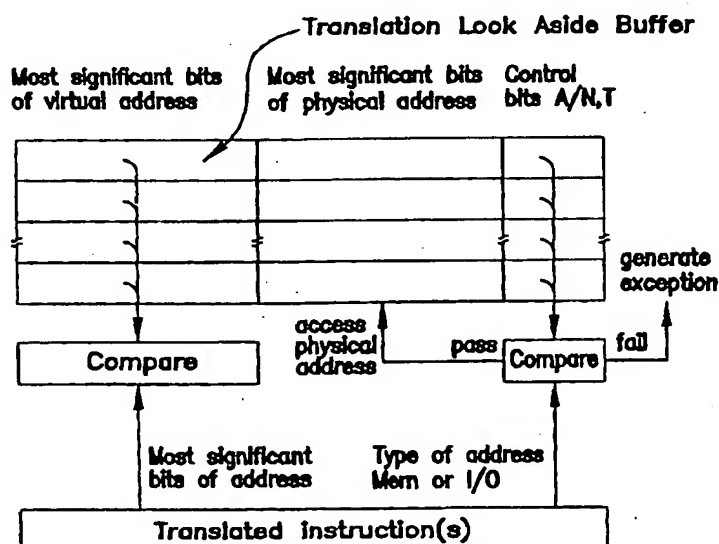 Translation Look Aside Buffer
Most significant bits
of virtual address
Most significant bits
of physical address
Control
bits A/N,T
generate
exception
access
physical
address
pass
fail
Compare
Compare
Most significant
bits of address
Type of address
Mem or I/O
Translated instruction(s)